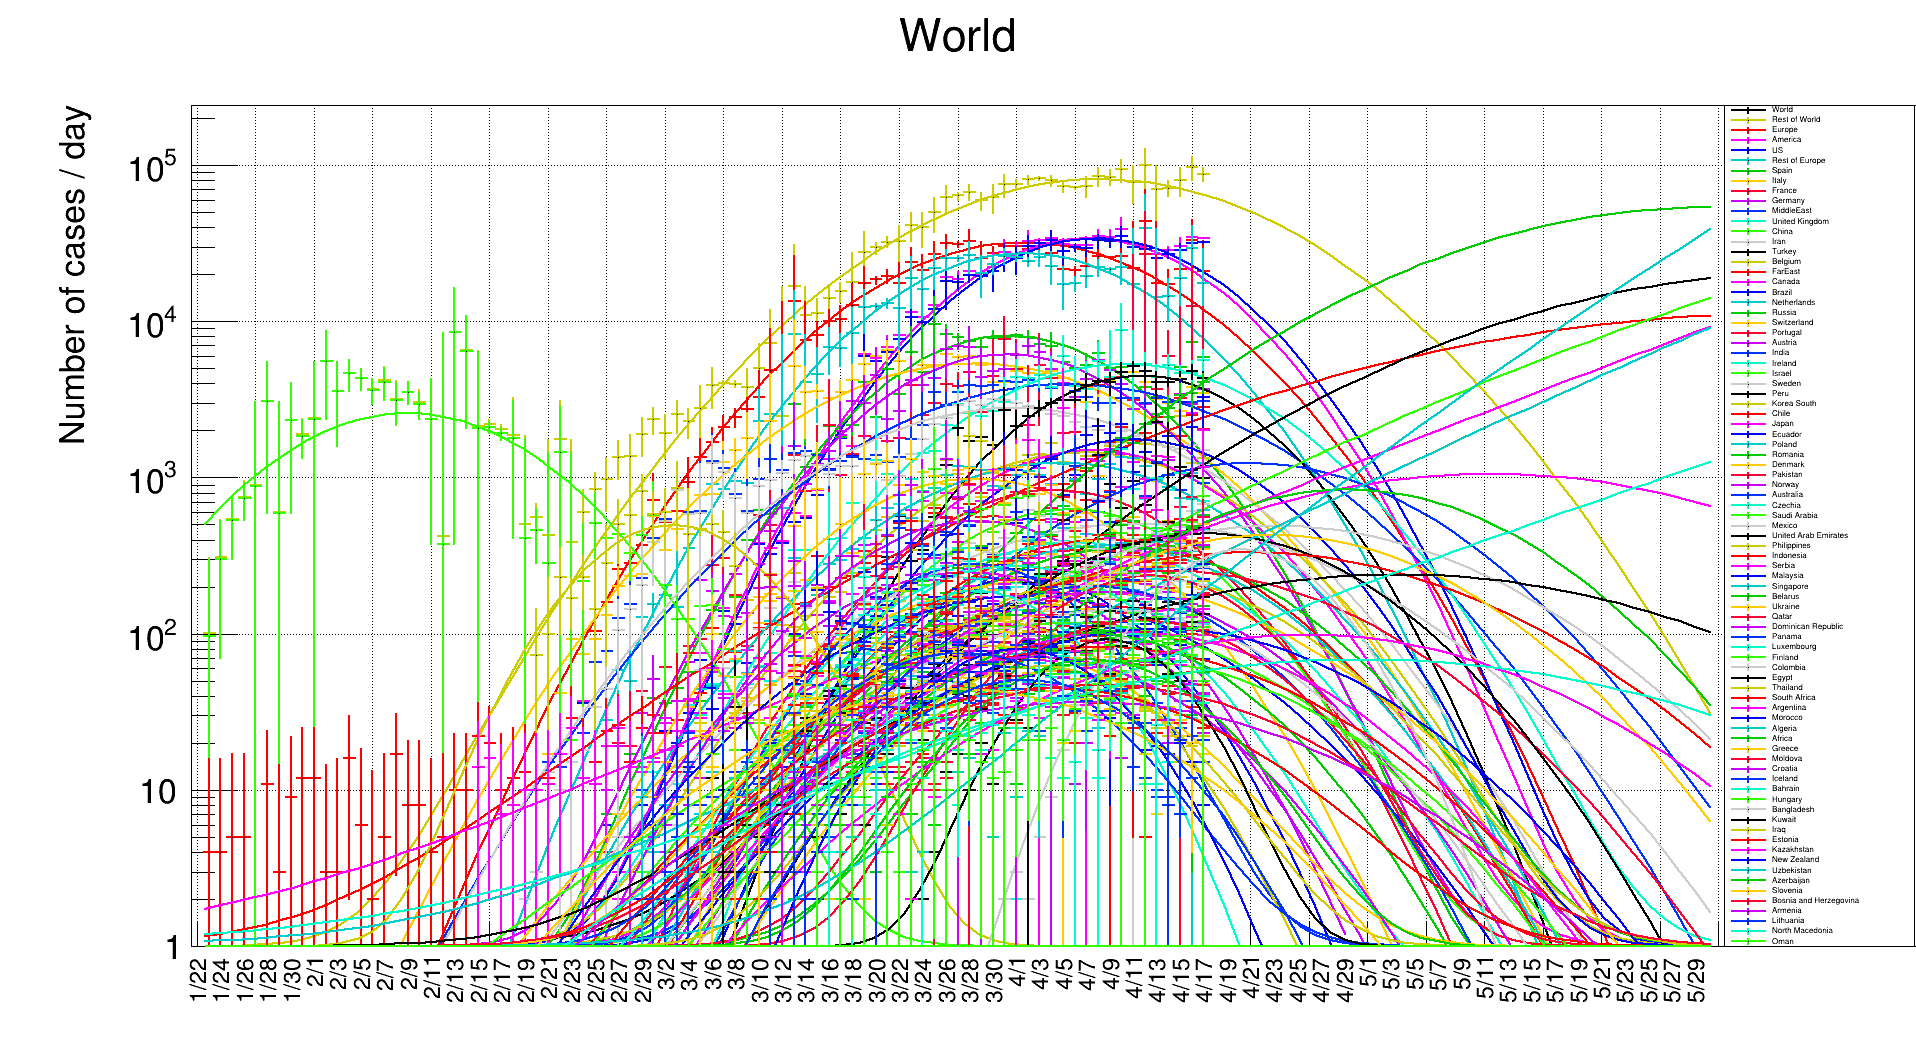 World
Number of cases / day
10^5
10^4
10^3
10^2
10
1
1/22
1/24
1/26
1/28
1/30
2/1
2/3
2/5
2/7
2/9
2/11
2/13
2/15
2/17
2/19
2/21
2/23
2/25
2/27
2/29
3/2
3/4
3/6
3/8
3/10
3/12
3/14
3/16
3/18
3/20
3/22
3/24
3/26
3/28
3/30
4/1
4/3
4/5
4/7
4/9
4/11
4/13
4/15
4/17
4/19
4/21
4/23
4/25
4/27
4/29
5/1
5/3
5/5
5/7
5/9
5/11
5/13
5/15
5/17
5/19
5/21
5/23
5/25
5/27
5/29
World
Rest of World
Europe
America
US
Rest of Europe
Spain
Italy
France
Germany
MiddleEast
United Kingdom
China
Iran
Turkey
Belgium
FarEast
Canada
Brazil
Netherlands
Russia
Switzerland
Portugal
Austria
India
Ireland
Israel
Sweden
Peru
Korea South
Chile
Japan
Ecuador
Poland
Romania
Denmark
Pakistan
Norway
Australia
Czechia
Saudi Arabia
Mexico
United Arab Emirates
Philippines
Indonesia
Serbia
Malaysia
Singapore
Belarus
Ukraine
Qatar
Dominican Republic
Panama
Luxembourg
Finland
Colombia
Egypt
Thailand
South Africa
Argentina
Morocco
Algeria
Africa
Greece
Moldova
Croatia
Iceland
Bahrain
Hungary
Bangladesh
Kuwait
Iraq
Estonia
Kazakhstan
New Zealand
Uzbekistan
Azerbaijan
Slovenia
Bosnia and Herzegovina
Armenia
Lithuania
North Macedonia
Oman